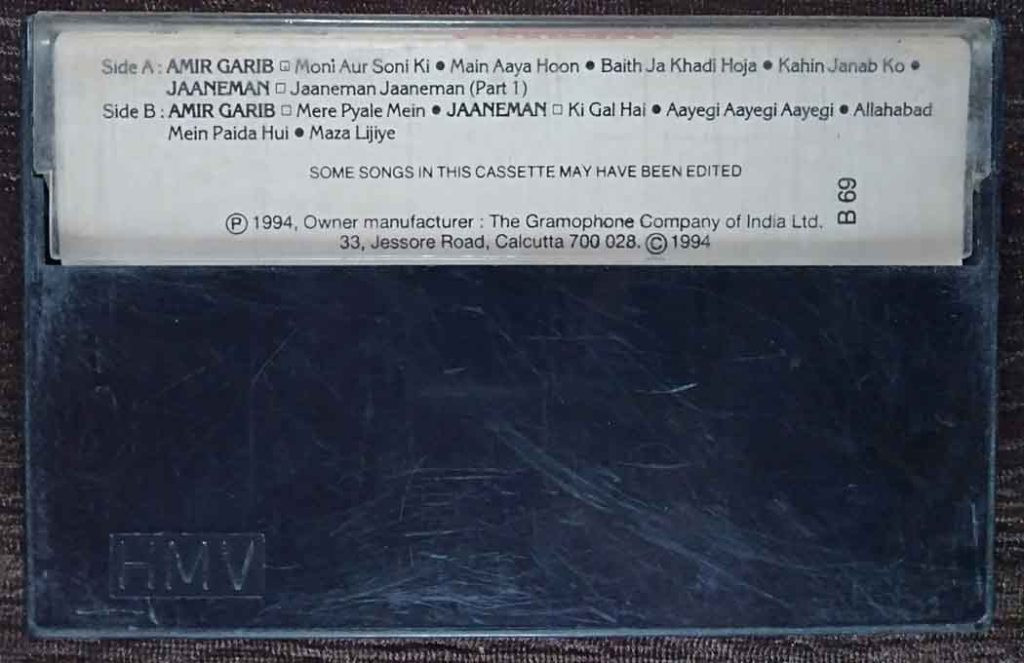 Side A : AMIR GARIB □ Moni Aur Soni Ki ● Main Aaya Hoon ● Baith Ja Khadi Hoja ● Kahin Janab Ko ●
JAANEMAN □ Jaaneman Jaaneman (Part 1)
Side B : AMIR GARIB □ Mere Pyale Mein ● JAANEMAN □ Ki Gal Hai ● Aayegi Aayegi Aayegi ● Allahabad
Mein Paida Hui ● Maza Lijiye
SOME SONGS IN THIS CASSETTE MAY HAVE BEEN EDITED
B 69
Ⓟ 1994, Owner manufacturer : The Gramophone Company of India Ltd.
33, Jessore Road, Calcutta 700 028. © 1994
HMV